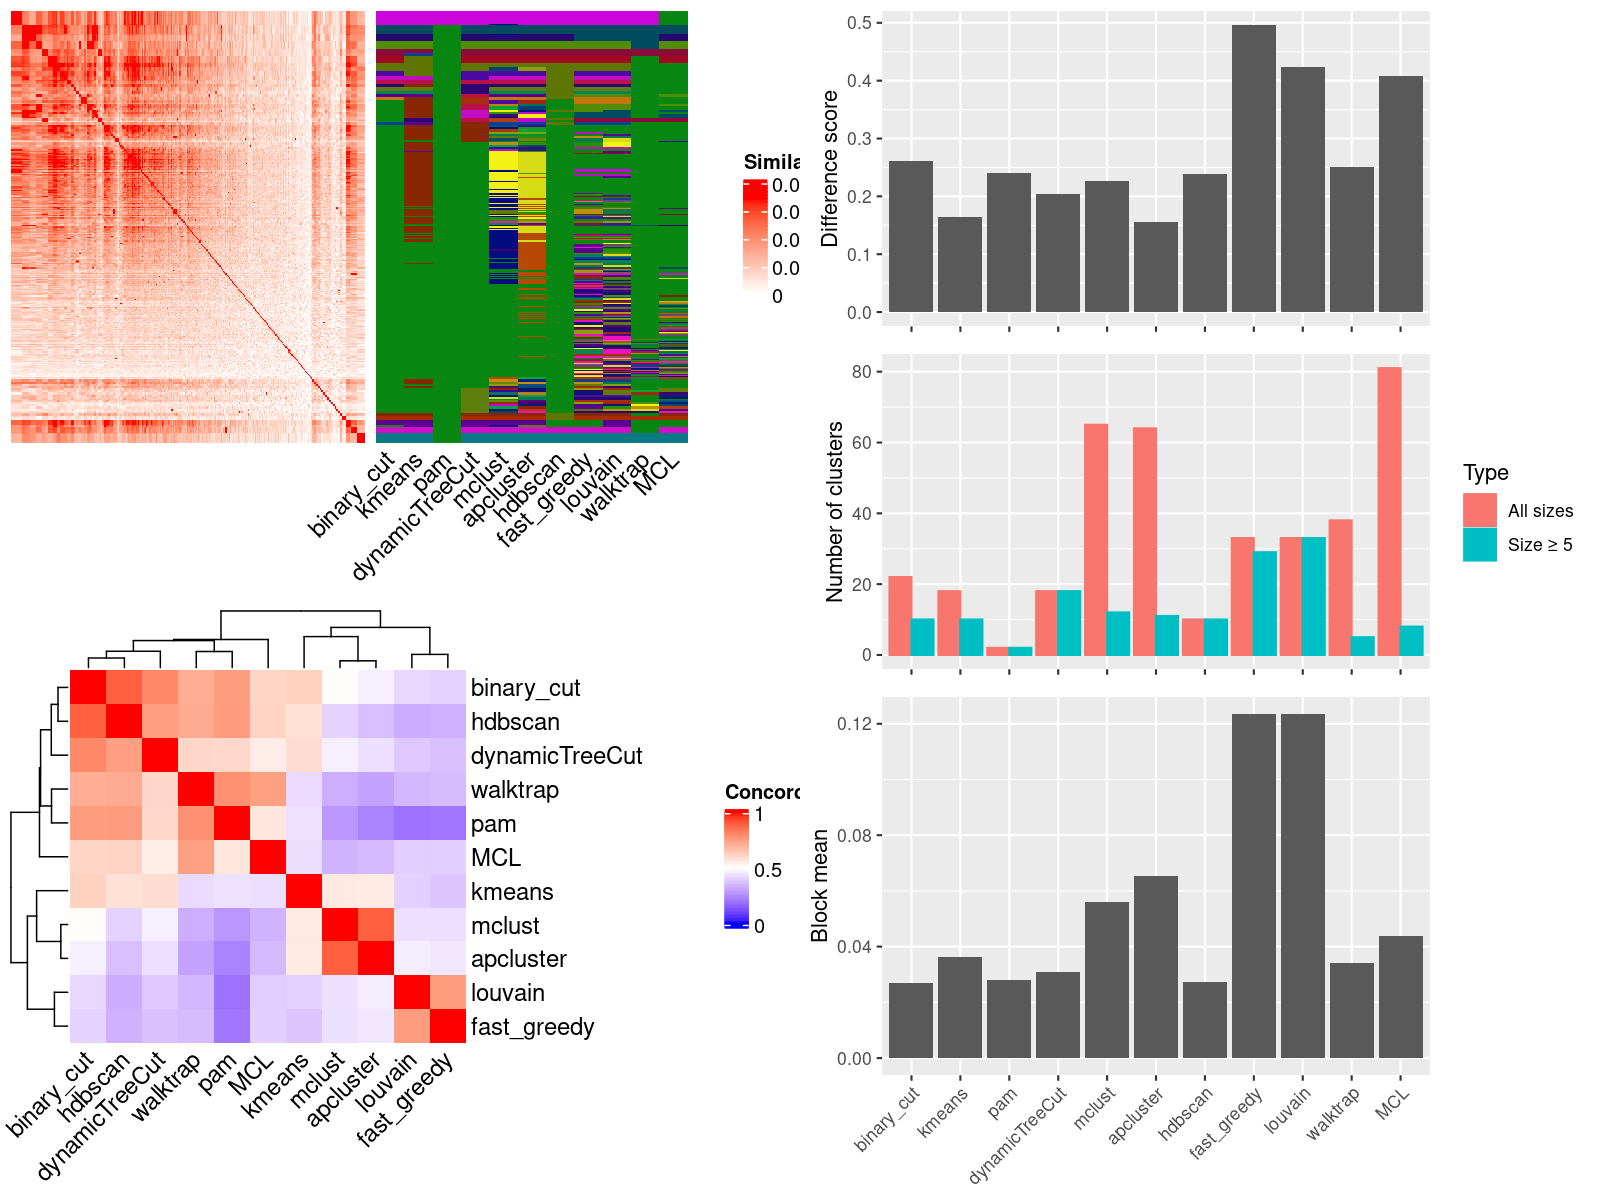 Simila
0.0
0.0
0.0
0.0
0
binary_cut
kmeans
pam
dynamicTreeCut
mclust
apcluster
hdbscan
fast_greedy
louvain
walktrap
MCL
binary_cut
hdbscan
dynamicTreeCut
walktrap
pam
MCL
kmeans
mclust
apcluster
louvain
fast_greedy
binary_cut
hdbscan
dynamicTreeCut
walktrap
pam
MCL
kmeans
mclust
apcluster
louvain
fast_greedy
Concord
1
0.5
0
Difference score
0.5
0.4
0.3
0.2
0.1
0.0
Number of clusters
80
60
40
20
0
Type
All sizes
Size ≥ 5
Block mean
0.12
0.08
0.04
0.00
binary_cut
kmeans
pam
dynamicTreeCut
mclust
apcluster
hdbscan
fast_greedy
louvain
walktrap
MCL